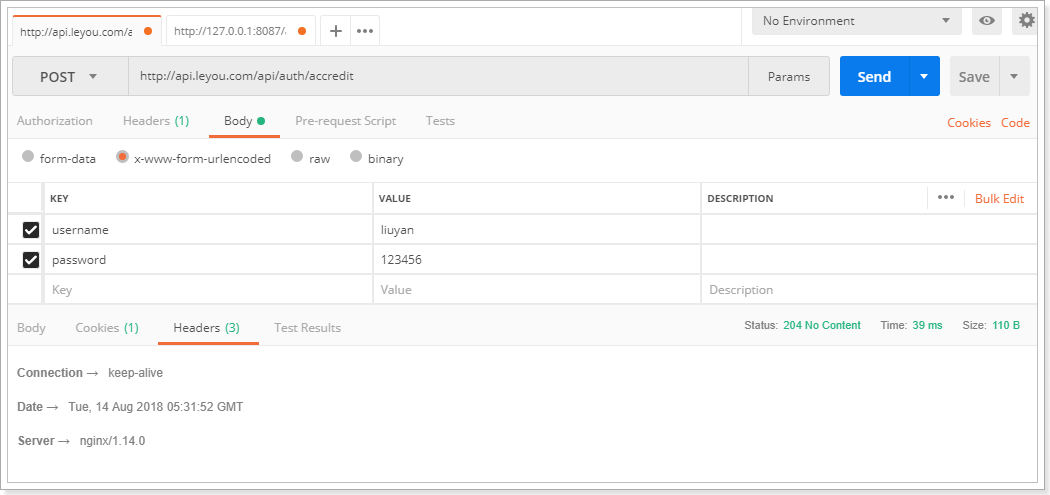 http://api.leyou.com/a http://127.0.0.1:8087/ + ••• No Environment
POST http://api.leyou.com/api/auth/accredit Params Send Save
Authorization Headers (1) Body Pre-request Script Tests Cookies Code
form-data x-www-form-urlencoded raw binary
KEY VALUE DESCRIPTION ••• Bulk Edit
username liuyan
password 123456
Key Value Description
Body Cookies (1) Headers (3) Test Results Status: 204 No Content Time: 39 ms Size: 110 B
Connection → keep-alive
Date → Tue, 14 Aug 2018 05:31:52 GMT
Server → nginx/1.14.0